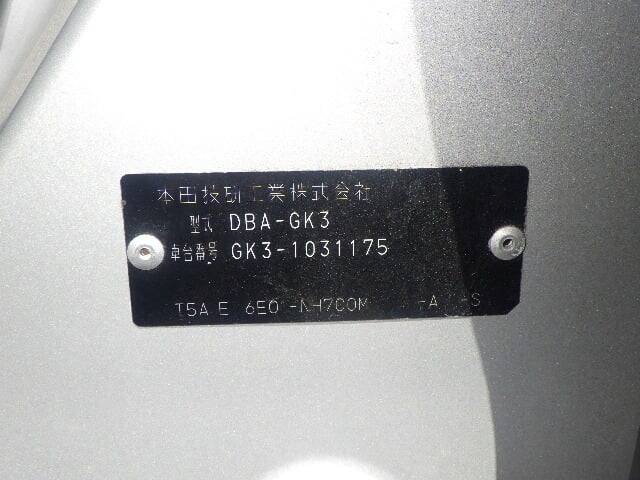 本田技研工業株式会社
型式 DBA-GK3
車台番号 GK3-1031175
T5A E 6E0 -NH700M -A -S